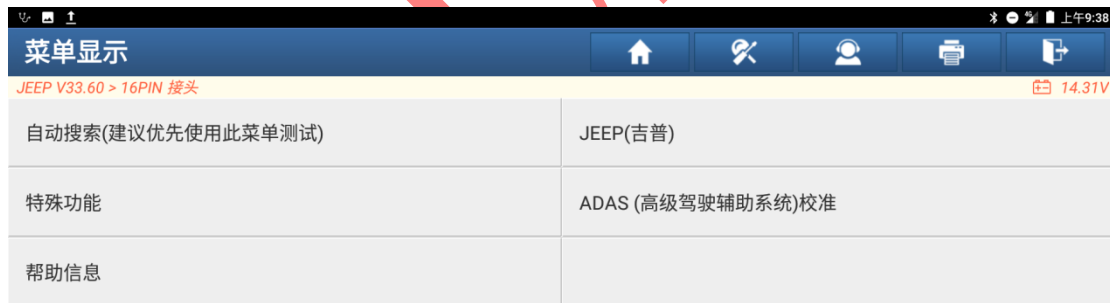 上午9:38
菜单显示
JEEP V33.60 > 16PIN 接头
14.31V
自动搜索(建议优先使用此菜单测试)
JEEP(吉普)
特殊功能
ADAS (高级驾驶辅助系统)校准
帮助信息